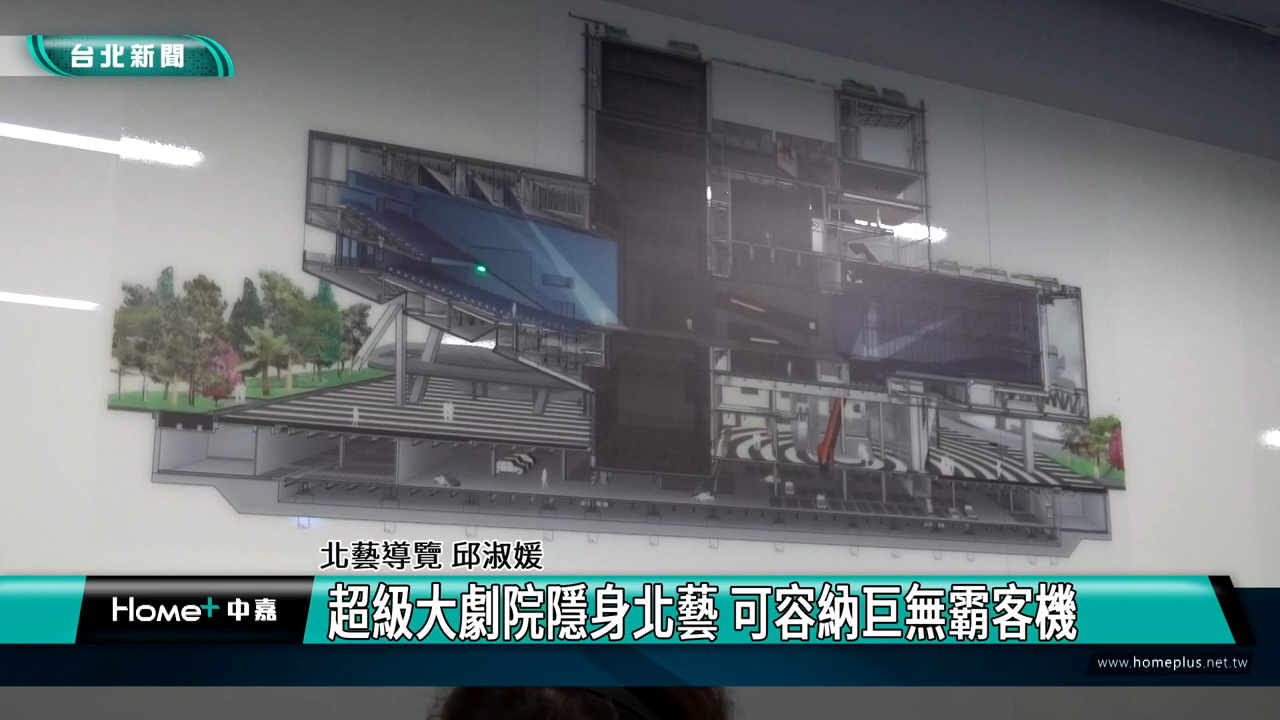 台北新聞
北藝導覽 邱淑媛
Home+中嘉
超級大劇院隱身北藝 可容納巨無霸客機
www.homeplus.net.tw